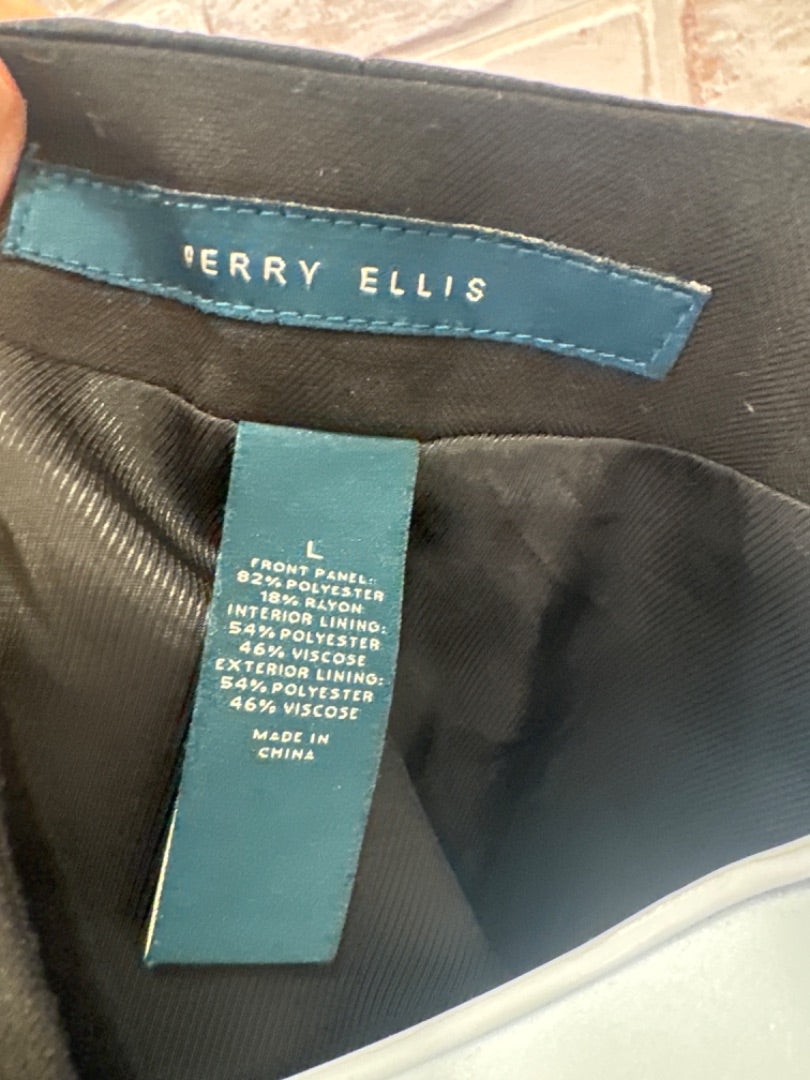 PERRY ELLIS
L
FRONT PANEL:
82% POLYESTER
18% RAYON
INTERIOR LINING:
54% POLYESTER
46% VISCOSE
EXTERIOR LINING:
54% POLYESTER
46% VISCOSE
MADE IN
CHINA